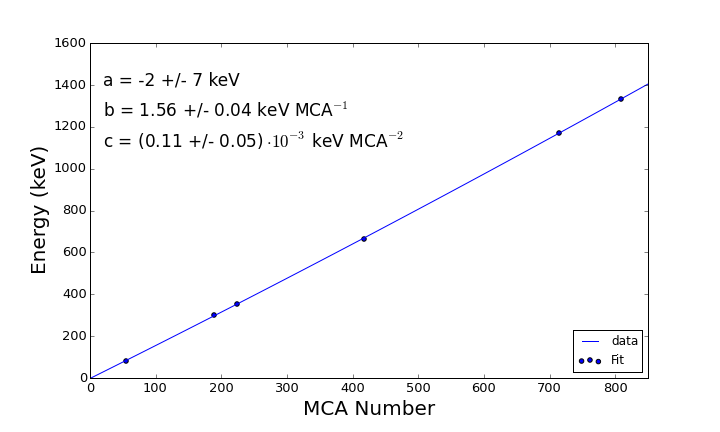 1600
1400
1200
1000
800
600
400
200
0
Energy (keV)
a = -2 +/- 7 keV
b = 1.56 +/- 0.04 keV MCA⁻¹
c = (0.11 +/- 0.05) ·10⁻³ keV MCA⁻²
data
Fit
0 100 200 300 400 500 600 700 800
MCA Number